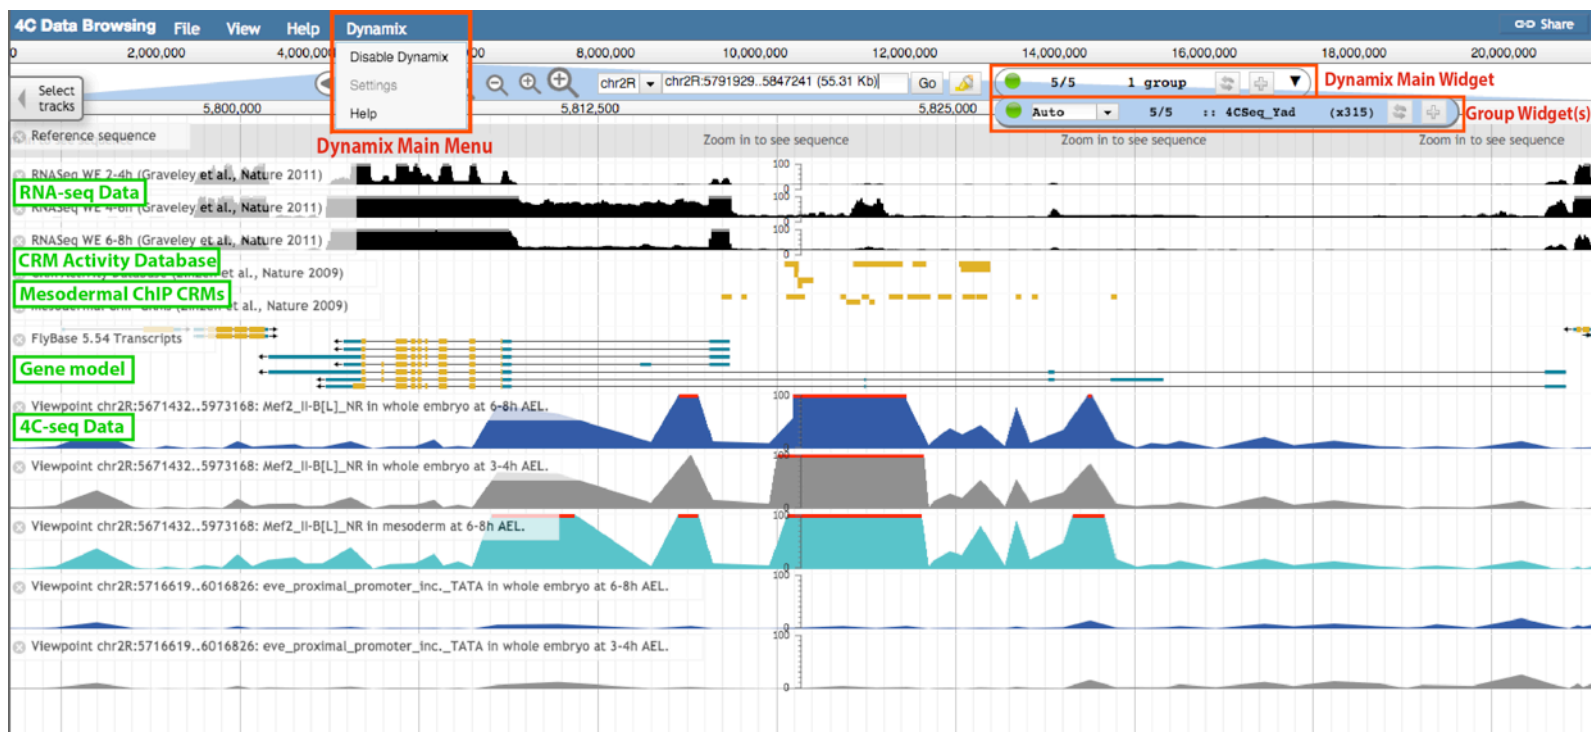 4C Data Browsing File View Help Dynamix Share
0 2,000,000 4,000,000 8,000,000 10,000,000 12,000,000 14,000,000 16,000,000 18,000,000 20,000,000
Disable Dynamix
Settings
Help
Select
tracks
chr2R chr2R:5791929..5847241 (55.31 Kb) Go
5/5 1 group Dynamix Main Widget
5,800,000 5,812,500 5,825,000
Auto 5/5 :: 4CSeq_Yad (x315) Group Widget(s)
Reference sequence
Zoom in to see sequence Zoom in to see sequence Zoom in to see sequence
Dynamix Main Menu
100
RNASeq WE 2-4h (Graveley et al., Nature 2011)
0
RNA-seq Data
100
RNASeq WE 4-6h (Graveley et al., Nature 2011)
0
100
RNASeq WE 6-8h (Graveley et al., Nature 2011)
0
CRM Activity Database
et al., Nature 2009)
Mesodermal ChIP CRMs
et al., Nature 2009)
FlyBase 5.54 Transcripts
Gene model
100
Viewpoint chr2R:5671432..5973168: Mef2_II-B[L]_NR in whole embryo at 6-8h AEL.
4C-seq Data
0
100
Viewpoint chr2R:5671432..5973168: Mef2_II-B[L]_NR in whole embryo at 3-4h AEL.
0
100
Viewpoint chr2R:5671432..5973168: Mef2_II-B[L]_NR in mesoderm at 6-8h AEL.
0
100
Viewpoint chr2R:5716619..6016826: eve_proximal_promoter_inc._TATA in whole embryo at 6-8h AEL.
0
100
Viewpoint chr2R:5716619..6016826: eve_proximal_promoter_inc._TATA in whole embryo at 3-4h AEL.
0